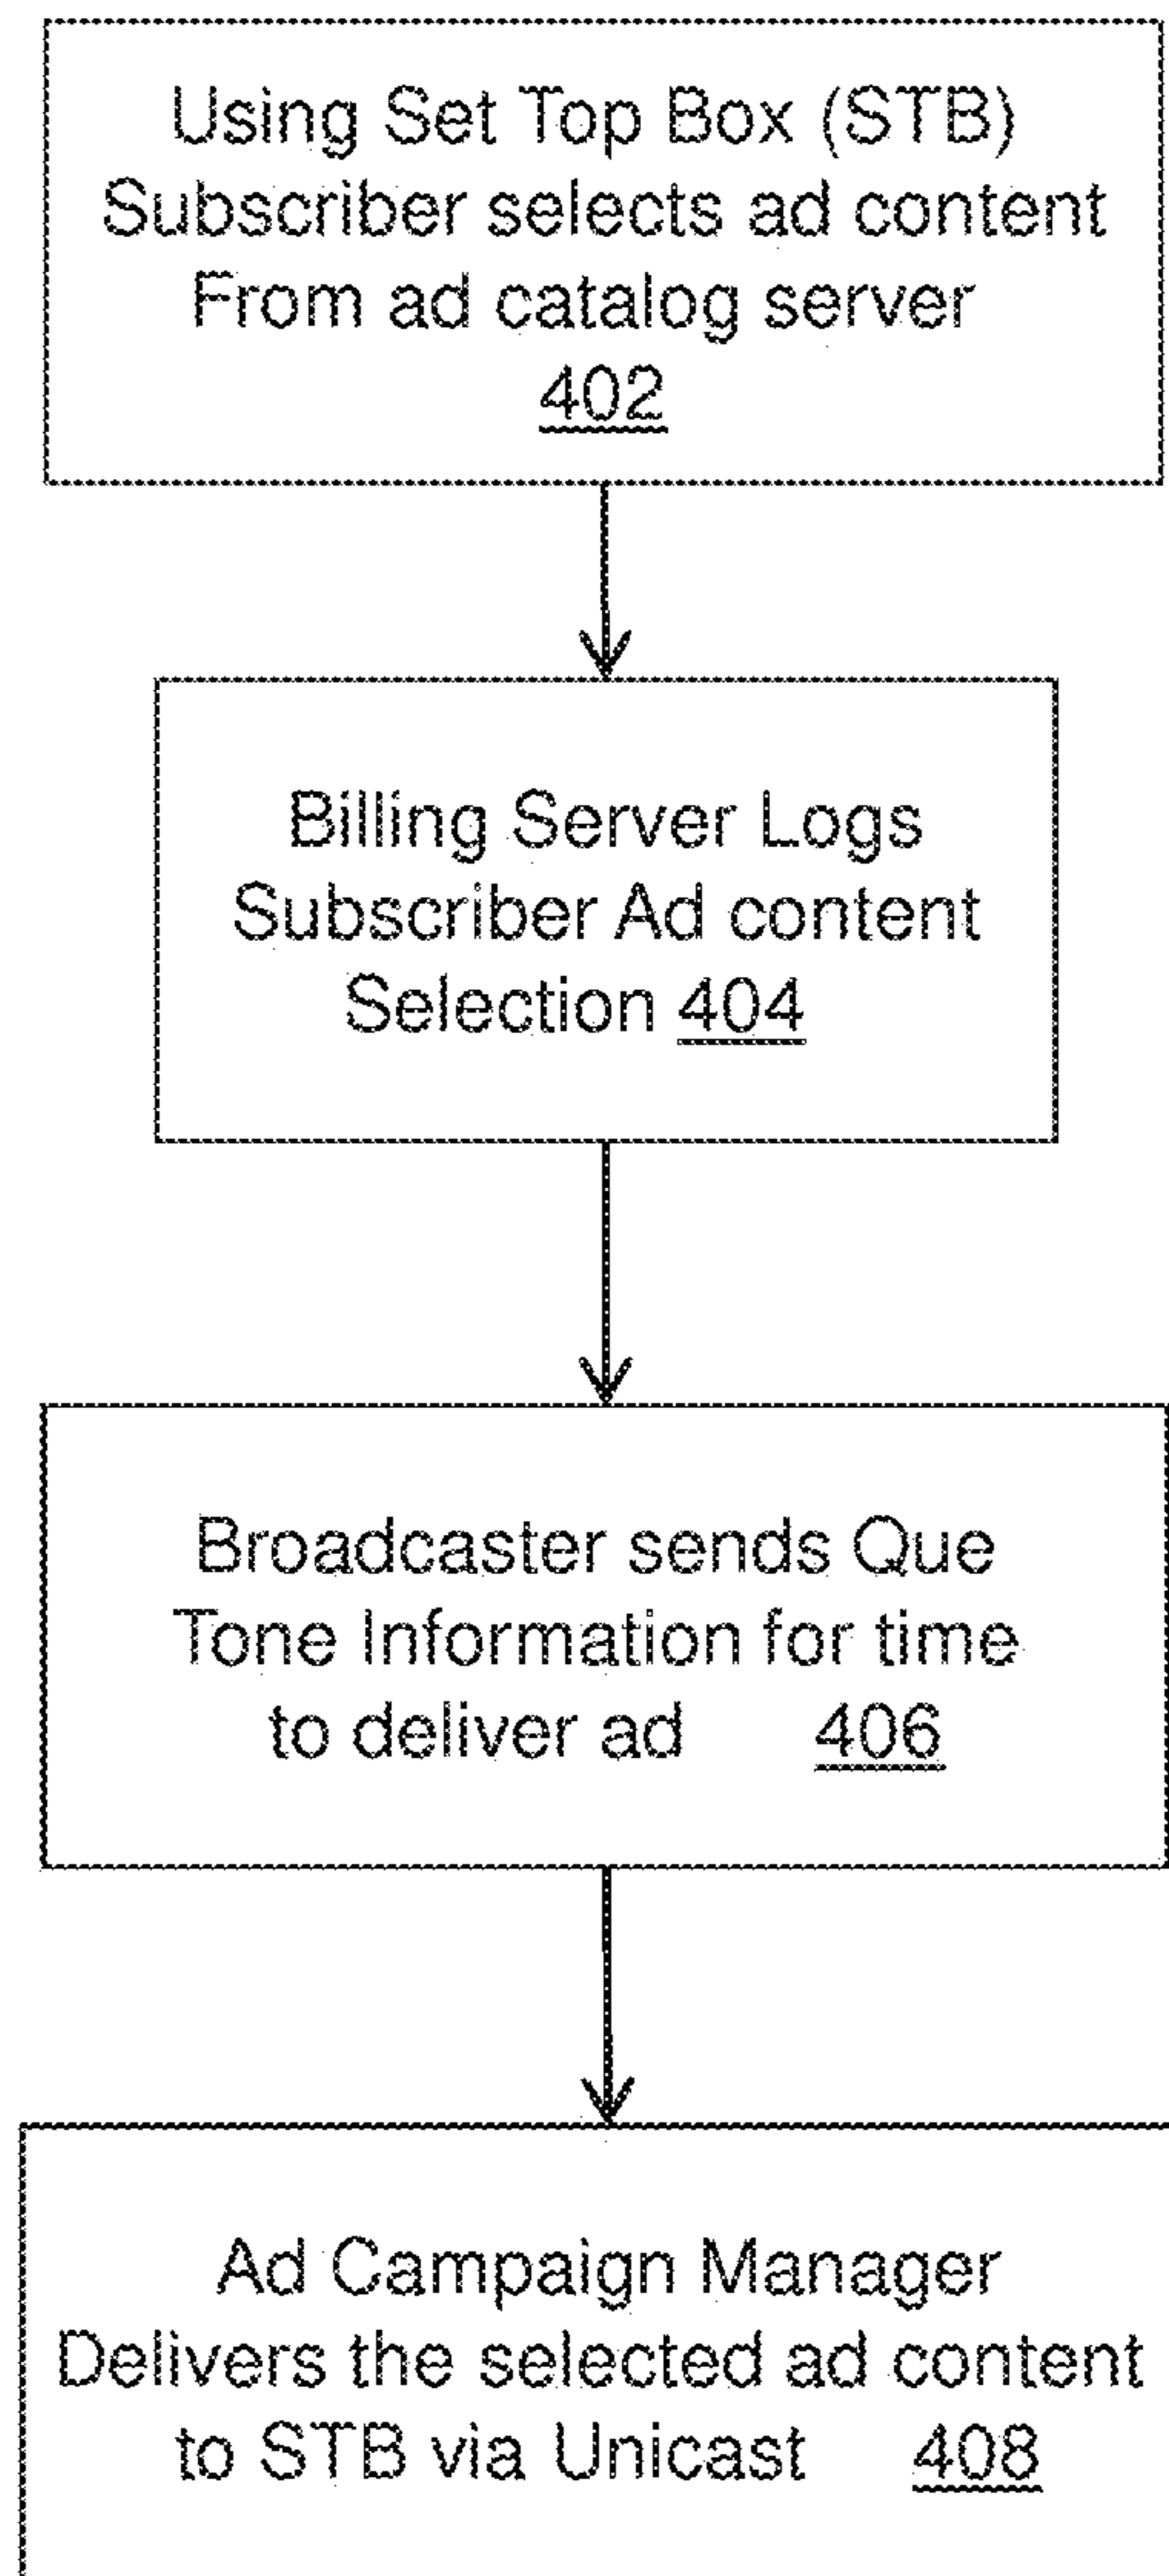 Using Set Top Box (STB)
Subscriber selects ad content
From ad catalog server
402
Billing Server Logs
Subscriber Ad content
Selection 404
Broadcaster sends Que
Tone Information for time
to deliver ad 406
Ad Campaign Manager
Delivers the selected ad content
to STB via Unicast 408